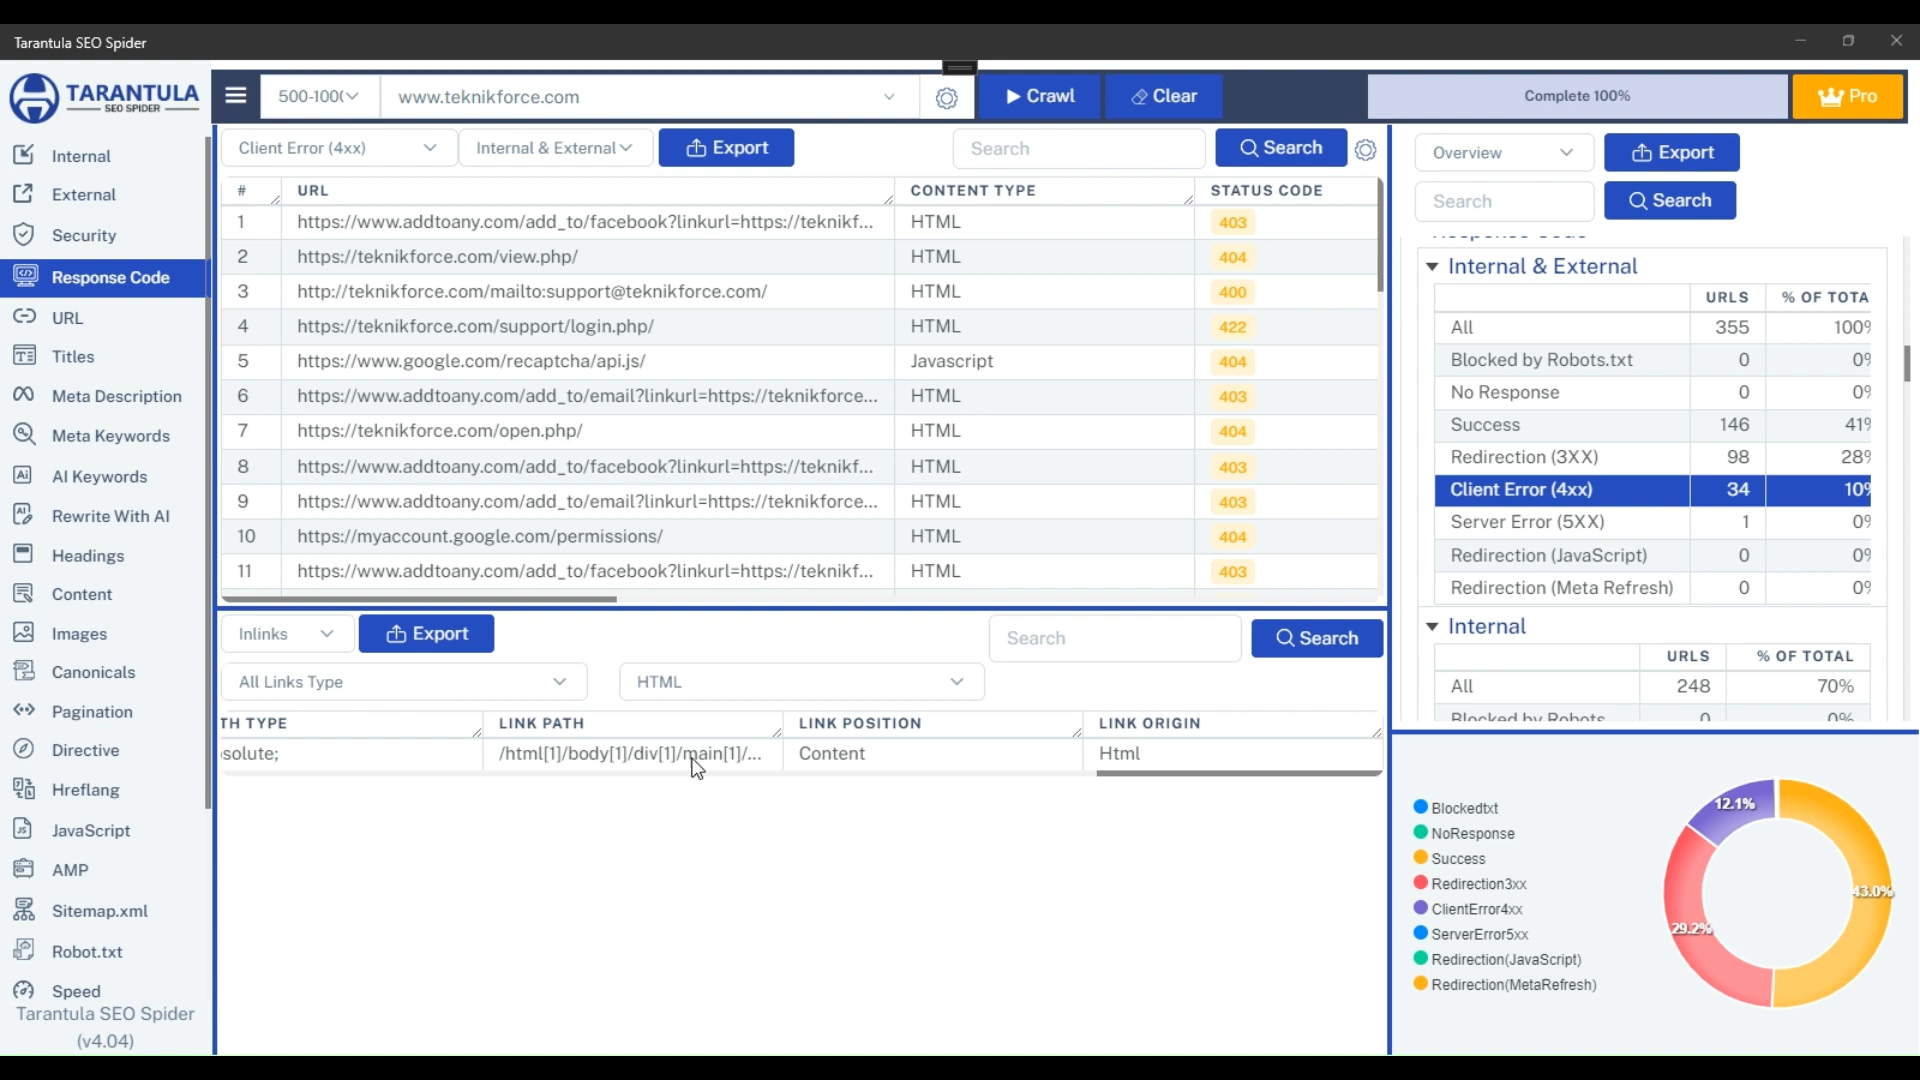 Tarantula SEO Spider
TARANTULA
SEO SPIDER
500-100(
www.teknikforce.com
Crawl
Clear
Complete 100%
Pro
Internal
External
Security
Response Code
URL
Titles
Meta Description
Meta Keywords
AI Keywords
Rewrite With AI
Headings
Content
Images
Canonicals
Pagination
Directive
Hreflang
JavaScript
AMP
Sitemap.xml
Robot.txt
Speed
Tarantula SEO Spider
(v4.04)
Client Error (4xx)
Internal & External
Export
Search
Search
# URL CONTENT TYPE STATUS CODE
1 https://www.addtoany.com/add_to/facebook?linkurl=https://teknikf... HTML 403
2 https://teknikforce.com/view.php/ HTML 404
3 http://teknikforce.com/mailto:support@teknikforce.com/ HTML 400
4 https://teknikforce.com/support/login.php/ HTML 422
5 https://www.google.com/recaptcha/api.js/ Javascript 404
6 https://www.addtoany.com/add_to/email?linkurl=https://teknikforce... HTML 403
7 https://teknikforce.com/open.php/ HTML 404
8 https://www.addtoany.com/add_to/facebook?linkurl=https://teknikf... HTML 403
9 https://www.addtoany.com/add_to/email?linkurl=https://teknikforce... HTML 403
10 https://myaccount.google.com/permissions/ HTML 404
11 https://www.addtoany.com/add_to/facebook?linkurl=https://teknikf... HTML 403
Inlinks
Export
Search
Search
All Links Type
HTML
TH TYPE LINK PATH LINK POSITION LINK ORIGIN
solute; /html[1]/body[1]/div[1]/main[1]/... Content Html
Overview
Export
Search
Search
Response Code
Internal & External
URLS % OF TOTA
All 355 100%
Blocked by Robots.txt 0 0%
No Response 0 0%
Success 146 41%
Redirection (3XX) 98 28%
Client Error (4xx) 34 10%
Server Error (5XX) 1 0%
Redirection (JavaScript) 0 0%
Redirection (Meta Refresh) 0 0%
Internal
URLS % OF TOTAL
All 248 70%
Blocked by Robots 0 0%
Blockedtxt
NoResponse
Success
Redirection3xx
ClientError4xx
ServerError5xx
Redirection(JavaScript)
Redirection(MetaRefresh)
12.1%
43.0%
29.2%